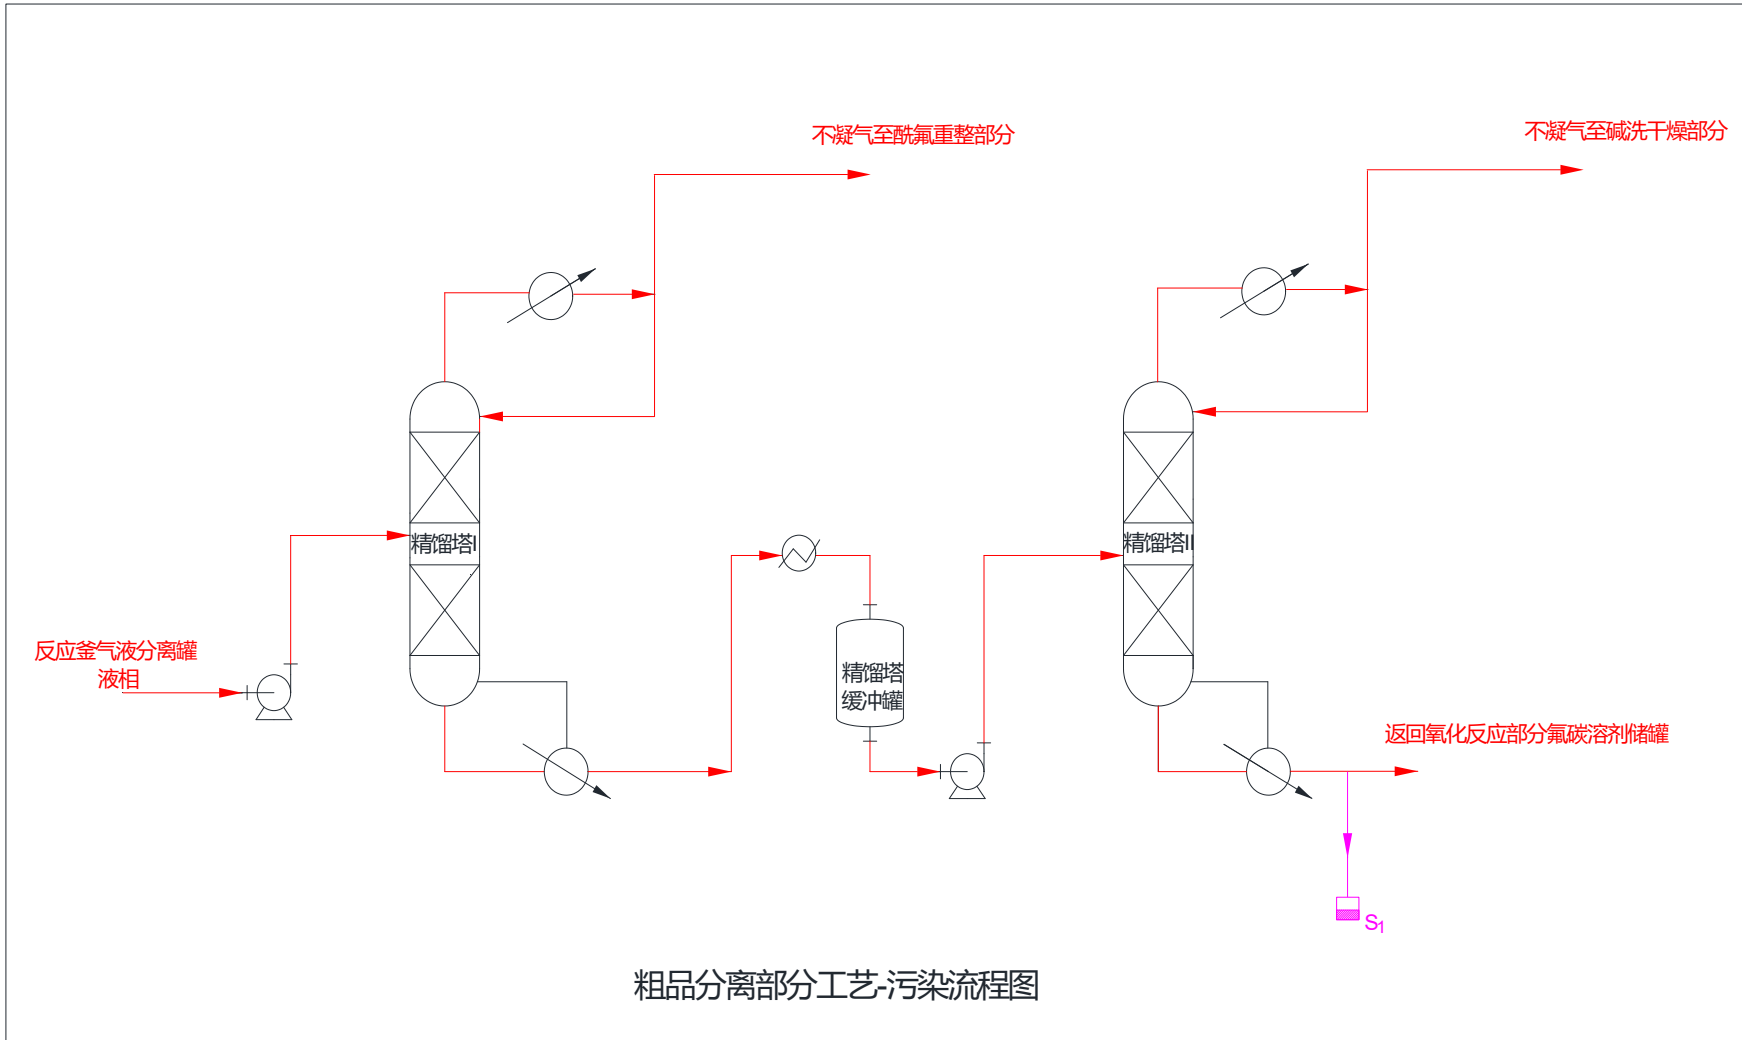 不凝气至酰氟重整部分
不凝气至碱洗干燥部分
精馏塔I
精馏塔II
反应釜气液分离罐
液相
精馏塔
缓冲罐
返回氧化反应部分氟碳溶剂储罐
S1
粗品分离部分工艺-污染流程图